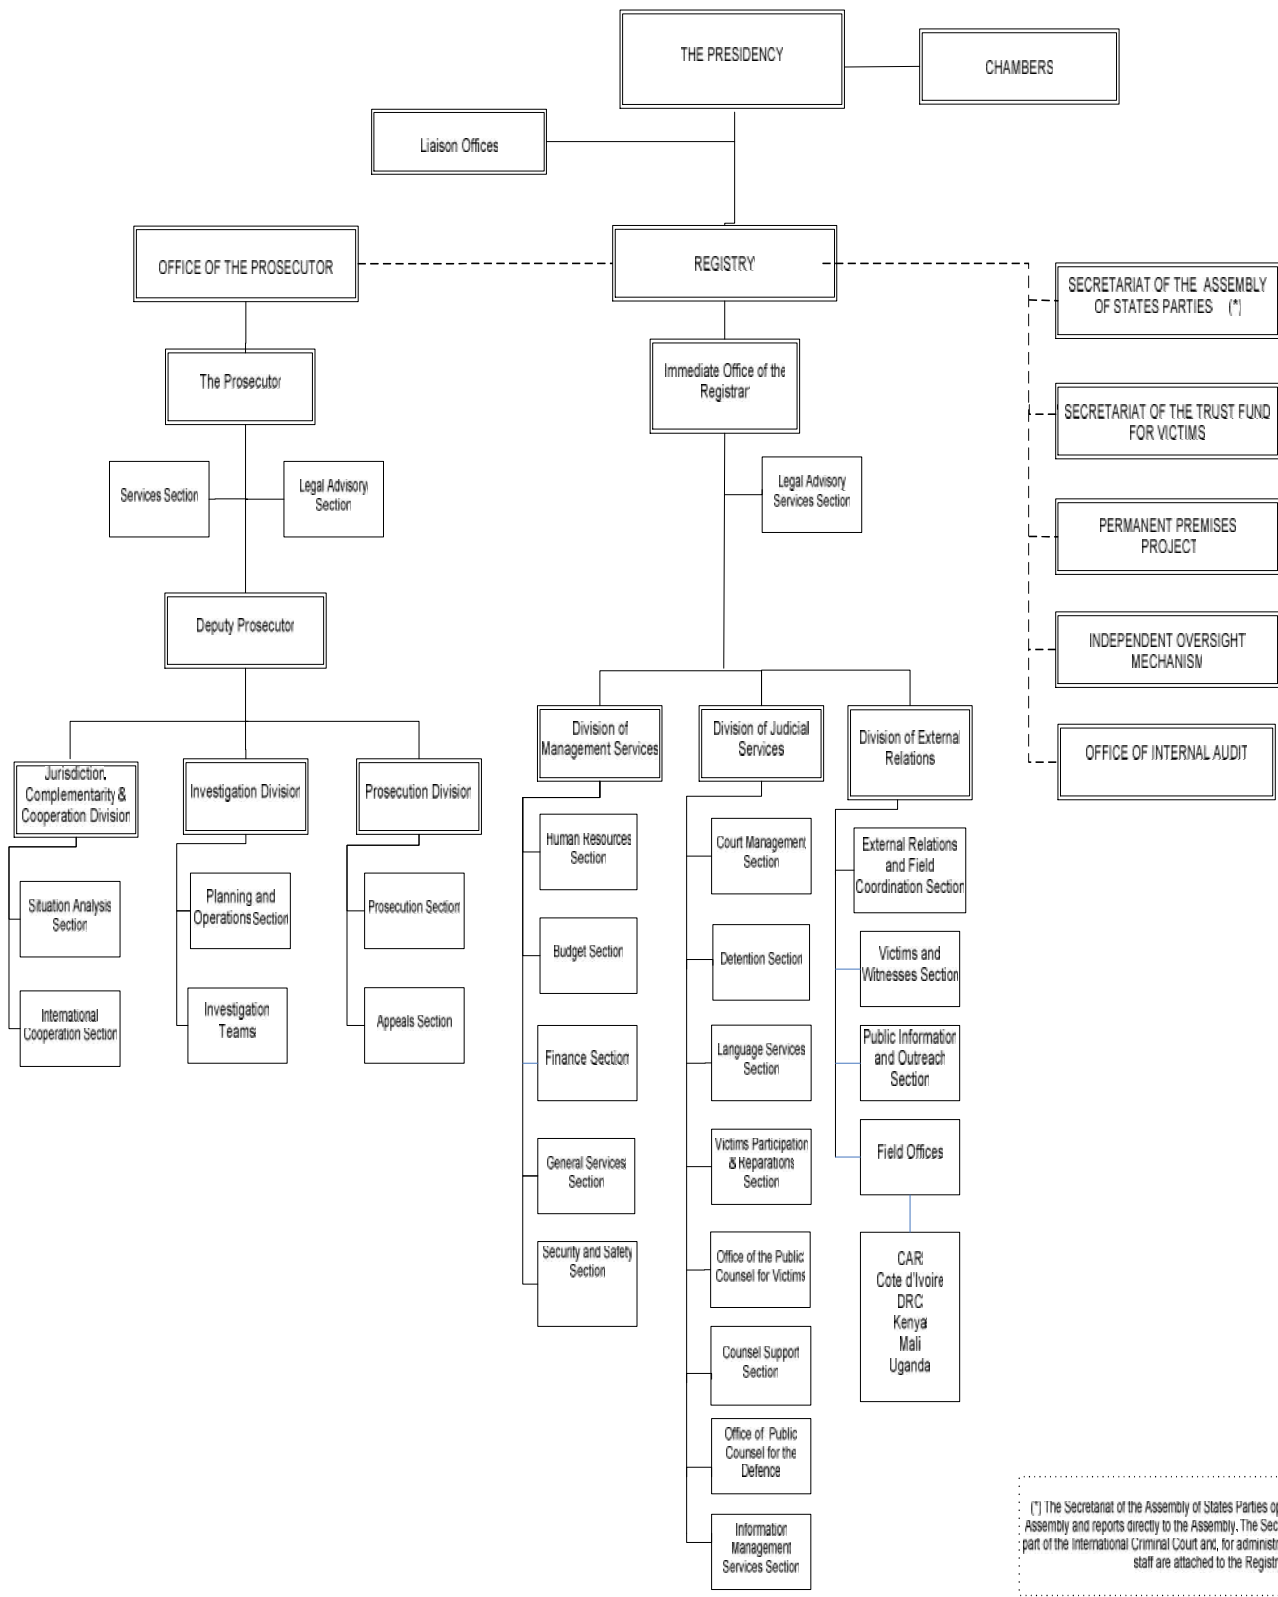 THE PRESIDENCY
CHAMBERS
Liaison Offices
OFFICE OF THE PROSECUTOR
REGISTRY
SECRETARIAT OF THE ASSEMBLY
OF STATES PARTIES (*)
The Prosecutor
Immediate Office of the
Registrar
SECRETARIAT OF THE TRUST FUND
FOR VICTIMS
Services Section
Legal Advisory
Section
Legal Advisory
Services Section
PERMANENT PREMISES
PROJECT
Deputy Prosecutor
INDEPENDENT OVERSIGHT
MECHANISM
OFFICE OF INTERNAL AUDIT
Jurisdiction,
Complementarity &
Cooperation Division
Investigation Division
Prosecution Division
Division of
Management Services
Division of Judicial
Services
Division of External
Relations
Situation Analysis
Section
International
Cooperation Section
Planning and
Operations Section
Investigation
Teams
Prosecution Section
Appeals Section
Human Resources
Section
Budget Section
Finance Section
General Services
Section
Security and Safety
Section
Court Management
Section
Detention Section
Language Services
Section
Victims Participation
& Reparations
Section
Office of the Public
Counsel for Victims
Counsel Support
Section
Office of Public
Counsel for the
Defence
Information
Management
Services Section
External Relations
and Field
Coordination Section
Victims and
Witnesses Section
Public Information
and Outreach
Section
Field Offices
CAR
Cote d'Ivoire
DRC
Kenya
Mali
Uganda
(*) The Secretariat of the Assembly of States Parties
Assembly and reports directly to the Assembly. The
part of the International Criminal Court and, for
staff are attached to the